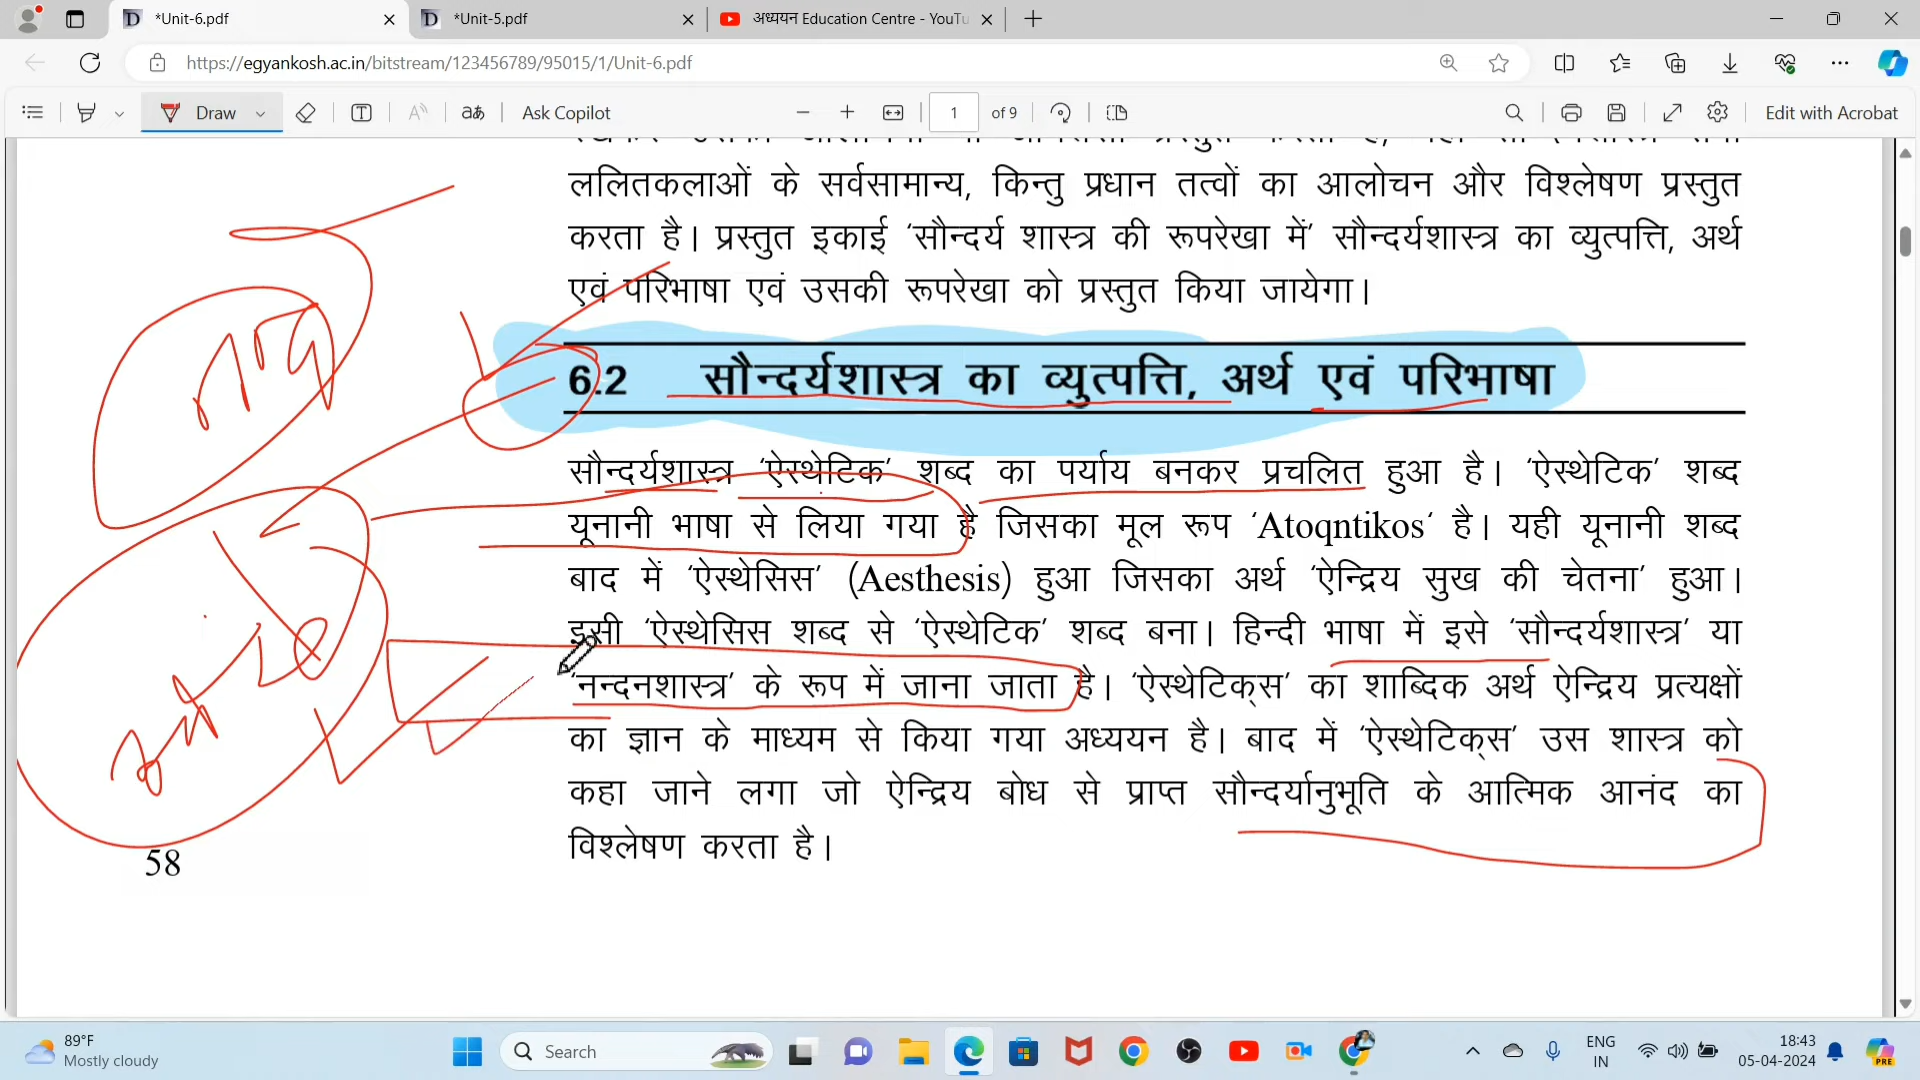 *Unit-6.pdf
*Unit-5.pdf
अध्ययन Education Centre - YouTu
https://egyankosh.ac.in/bitstream/123456789/95015/1/Unit-6.pdf
Draw
aあ
Ask Copilot
1 of 9
Edit with Acrobat
ललितकलाओं के सर्वसामान्य, किन्तु प्रधान तत्वों का आलोचन और विश्लेषण प्रस्तुत
करता है। प्रस्तुत इकाई ‘सौन्दर्य शास्त्र की रूपरेखा में’ सौन्दर्यशास्त्र का व्युत्पत्ति, अर्थ
एवं परिभाषा एवं उसकी रूपरेखा को प्रस्तुत किया जायेगा।
6.2 सौन्दर्यशास्त्र का व्युत्पत्ति, अर्थ एवं परिभाषा
सौन्दर्यशास्त्र ‘ऐस्थेटिक’ शब्द का पर्याय बनकर प्रचलित हुआ है। ‘ऐस्थेटिक’ शब्द
यूनानी भाषा से लिया गया है जिसका मूल रूप ‘Atoqntikos‘ है। यही यूनानी शब्द
बाद में ‘ऐस्थेसिस’ (Aesthesis) हुआ जिसका अर्थ ‘ऐन्द्रिय सुख की चेतना’ हुआ।
इसी ‘ऐस्थेसिस शब्द से ‘ऐस्थेटिक’ शब्द बना। हिन्दी भाषा में इसे ‘सौन्दर्यशास्त्र’ या
‘नन्दनशास्त्र’ के रूप में जाना जाता है। ‘ऐस्थेटिक्स’ का शाब्दिक अर्थ ऐन्द्रिय प्रत्यक्षों
का ज्ञान के माध्यम से किया गया अध्ययन है। बाद में ‘ऐस्थेटिक्स’ उस शास्त्र को
कहा जाने लगा जो ऐन्द्रिय बोध से प्राप्त सौन्दर्यानुभूति के आत्मिक आनंद का
विश्लेषण करता है।
58
89°F
Mostly cloudy
Search
ENG
IN
18:43
05-04-2024
PRE